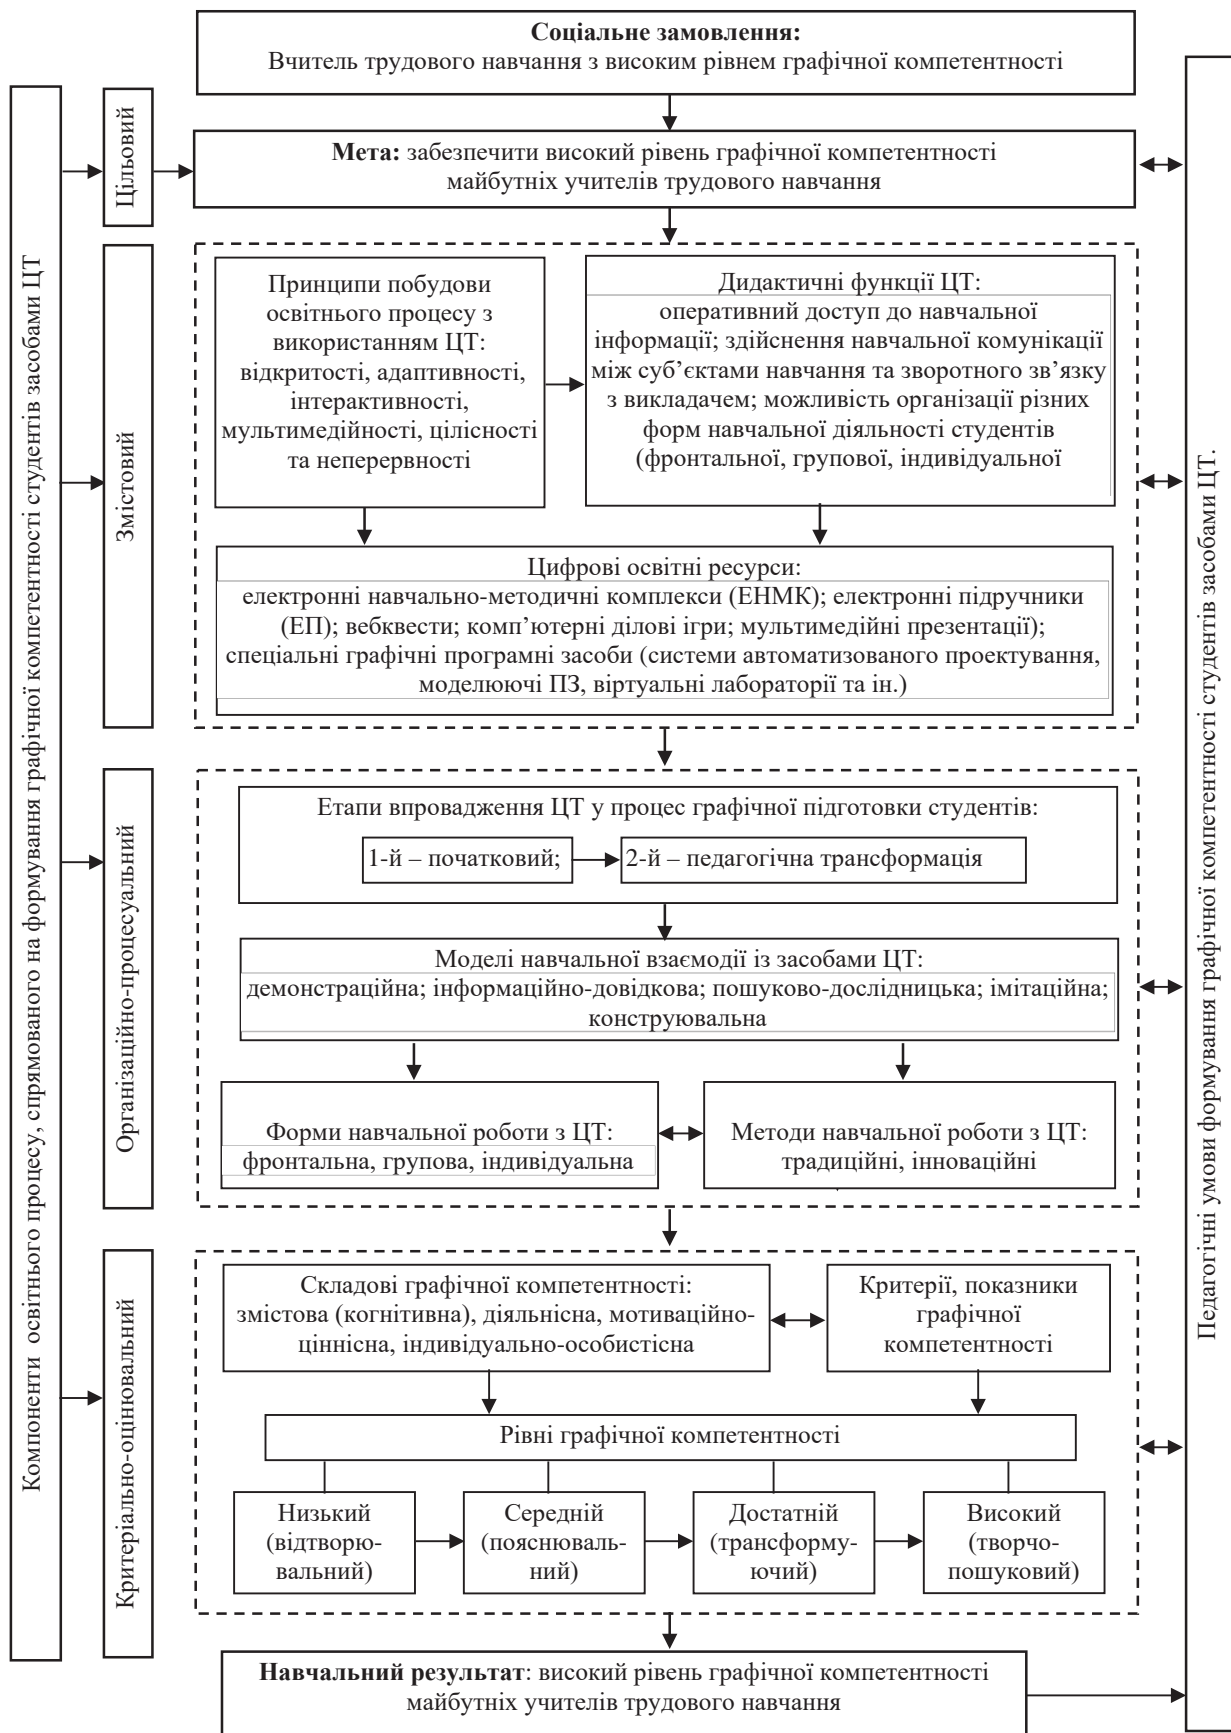 Соціальне замовлення:
Вчитель трудового навчання з високим рівнем графічної компетентності
Компоненти освітнього процесу, спрямованого на формування графічної компетентності студентів засобами ЦТ
Цільовий
Мета: забезпечити високий рівень графічної компетентності
майбутніх учителів трудового навчання
Педагогічні умови формування графічної компетентності студентів засобами ЦТ.
Змістовий
Принципи побудови
освітнього процесу з
використанням ЦТ:
відкритості, адаптивності,
інтерактивності,
мультимедійності, цілісності
та неперервності
Дидактичні функції ЦТ:
оперативний доступ до навчальної
інформації; здійснення навчальної комунікації
між суб’єктами навчання та зворотного зв’язку
з викладачем; можливість організації різних
форм навчальної діяльності студентів
(фронтальної, групової, індивідуальної
Цифрові освітні ресурси:
електронні навчально-методичні комплекси (ЕНМК); електронні підручники
(ЕП); вебквести; комп’ютерні ділові ігри; мультимедійні презентації);
спеціальні графічні програмні засоби (системи автоматизованого проектування,
моделюючі ПЗ, віртуальні лабораторії та ін.)
Організаційно-процесуальний
Етапи впровадження ЦТ у процес графічної підготовки студентів:
1-й – початковий;
2-й – педагогічна трансформація
Моделі навчальної взаємодії із засобами ЦТ:
демонстраційна; інформаційно-довідкова; пошуково-дослідницька; імітаційна;
конструювальна
Форми навчальної роботи з ЦТ:
фронтальна, групова, індивідуальна
Методи навчальної роботи з ЦТ:
традиційні, інноваційні
Критеріально-оцінювальний
Складові графічної компетентності:
змістова (когнітивна), діяльнісна, мотиваційно-
ціннісна, індивідуально-особистісна
Критерії, показники
графічної
компетентності
Рівні графічної компетентності
Низький
(відтворю-
вальний)
Середній
(пояснюваль-
ний)
Достатній
(трансформу-
ючий)
Високий
(творчо-
пошуковий)
Навчальний результат: високий рівень графічної компетентності
майбутніх учителів трудового навчання